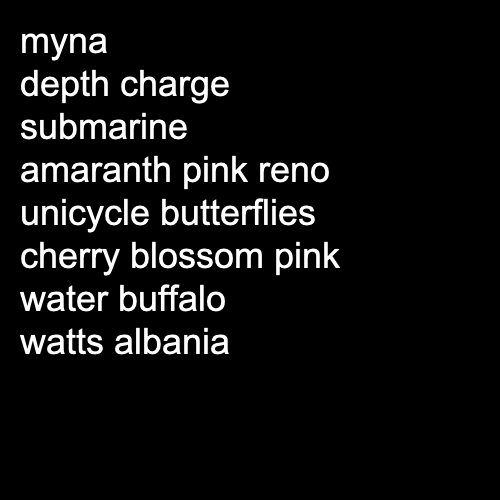 myna
depth charge
submarine
amaranth pink reno
unicycle butterflies
cherry blossom pink
water buffalo
watts albania